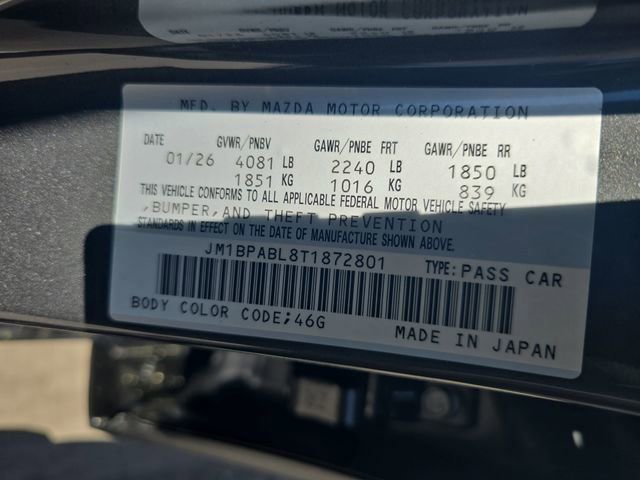 MFD. BY MAZDA MOTOR CORPORATION
DATE GVWR/PNBV GAWR/PNBE FRT GAWR/PNBE RR
01/26 4081 LB 2240 LB 1850 LB
1851 KG 1016 KG 839 KG
THIS VEHICLE CONFORMS TO ALL APPLICABLE FEDERAL MOTOR VEHICLE SAFETY
,BUMPER,AND THEFT PREVENTION
STANDARDS IN EFFECT ON THE DATE OF MANUFACTURE SHOWN ABOVE.
JM1BPABL8T1872801 TYPE:PASS CAR
BODY COLOR CODE;46G
MADE IN JAPAN